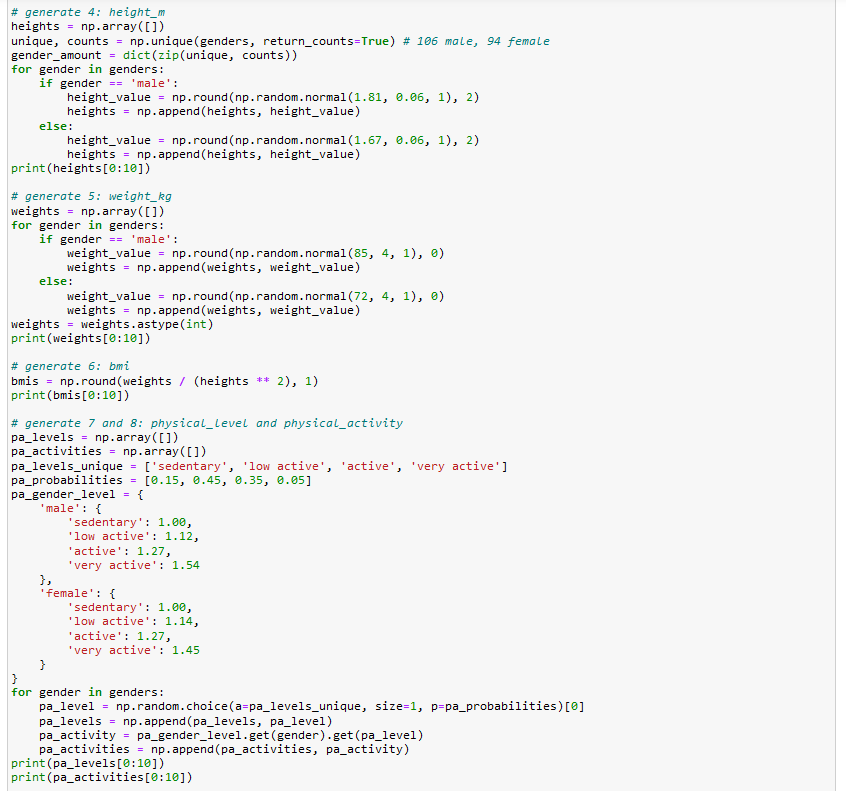 # generate 4: height_m
heights = np.array([])
unique, counts = np.unique(genders, return_counts=True) # 106 male, 94 female
gender_amount = dict(zip(unique, counts))
for gender in genders:
    if gender == 'male':
        height_value = np.round(np.random.normal(1.81, 0.06, 1), 2)
        heights = np.append(heights, height_value)
    else:
        height_value = np.round(np.random.normal(1.67, 0.06, 1), 2)
        heights = np.append(heights, height_value)
print(heights[0:10])

# generate 5: weight_kg
weights = np.array([])
for gender in genders:
    if gender == 'male':
        weight_value = np.round(np.random.normal(85, 4, 1), 0)
        weights = np.append(weights, weight_value)
    else:
        weight_value = np.round(np.random.normal(72, 4, 1), 0)
        weights = np.append(weights, weight_value)
weights = weights.astype(int)
print(weights[0:10])

# generate 6: bmi
bmis = np.round(weights / (heights ** 2), 1)
print(bmis[0:10])

# generate 7 and 8: physical_level and physical_activity
pa_levels = np.array([])
pa_activities = np.array([])
pa_levels_unique = ['sedentary', 'low active', 'active', 'very active']
pa_probabilities = [0.15, 0.45, 0.35, 0.05]
pa_gender_level = {
    'male': {
        'sedentary': 1.00,
        'low active': 1.12,
        'active': 1.27,
        'very active': 1.54
    },
    'female': {
        'sedentary': 1.00,
        'low active': 1.14,
        'active': 1.27,
        'very active': 1.45
    }
}
for gender in genders:
    pa_level = np.random.choice(a=pa_levels_unique, size=1, p=pa_probabilities)[0]
    pa_levels = np.append(pa_levels, pa_level)
    pa_activity = pa_gender_level.get(gender).get(pa_level)
    pa_activities = np.append(pa_activities, pa_activity)
print(pa_levels[0:10])
print(pa_activities[0:10])